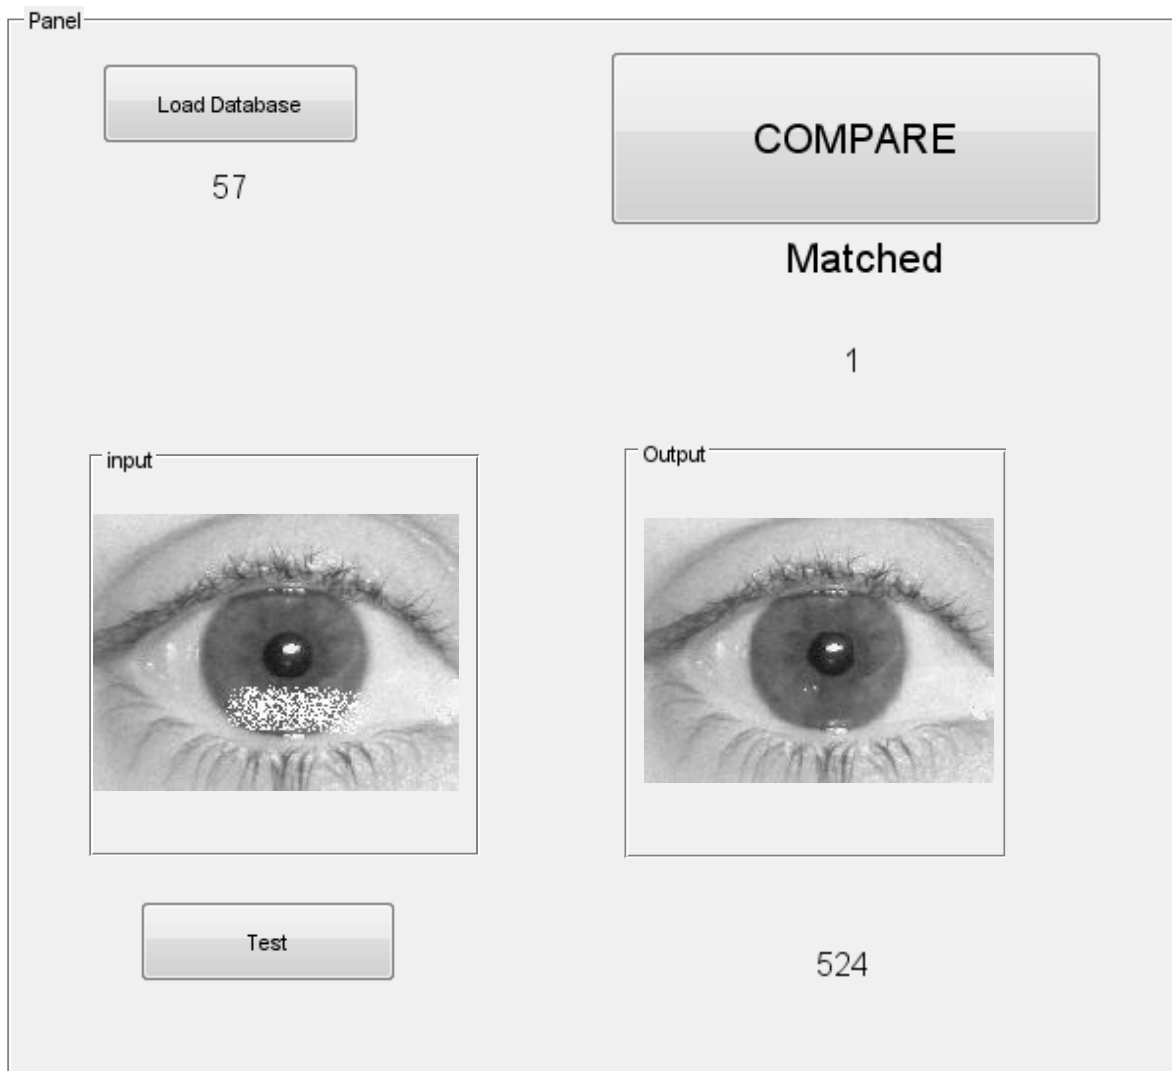 Panel
Load Database
COMPARE
57
Matched
1
input
Output
Test
524